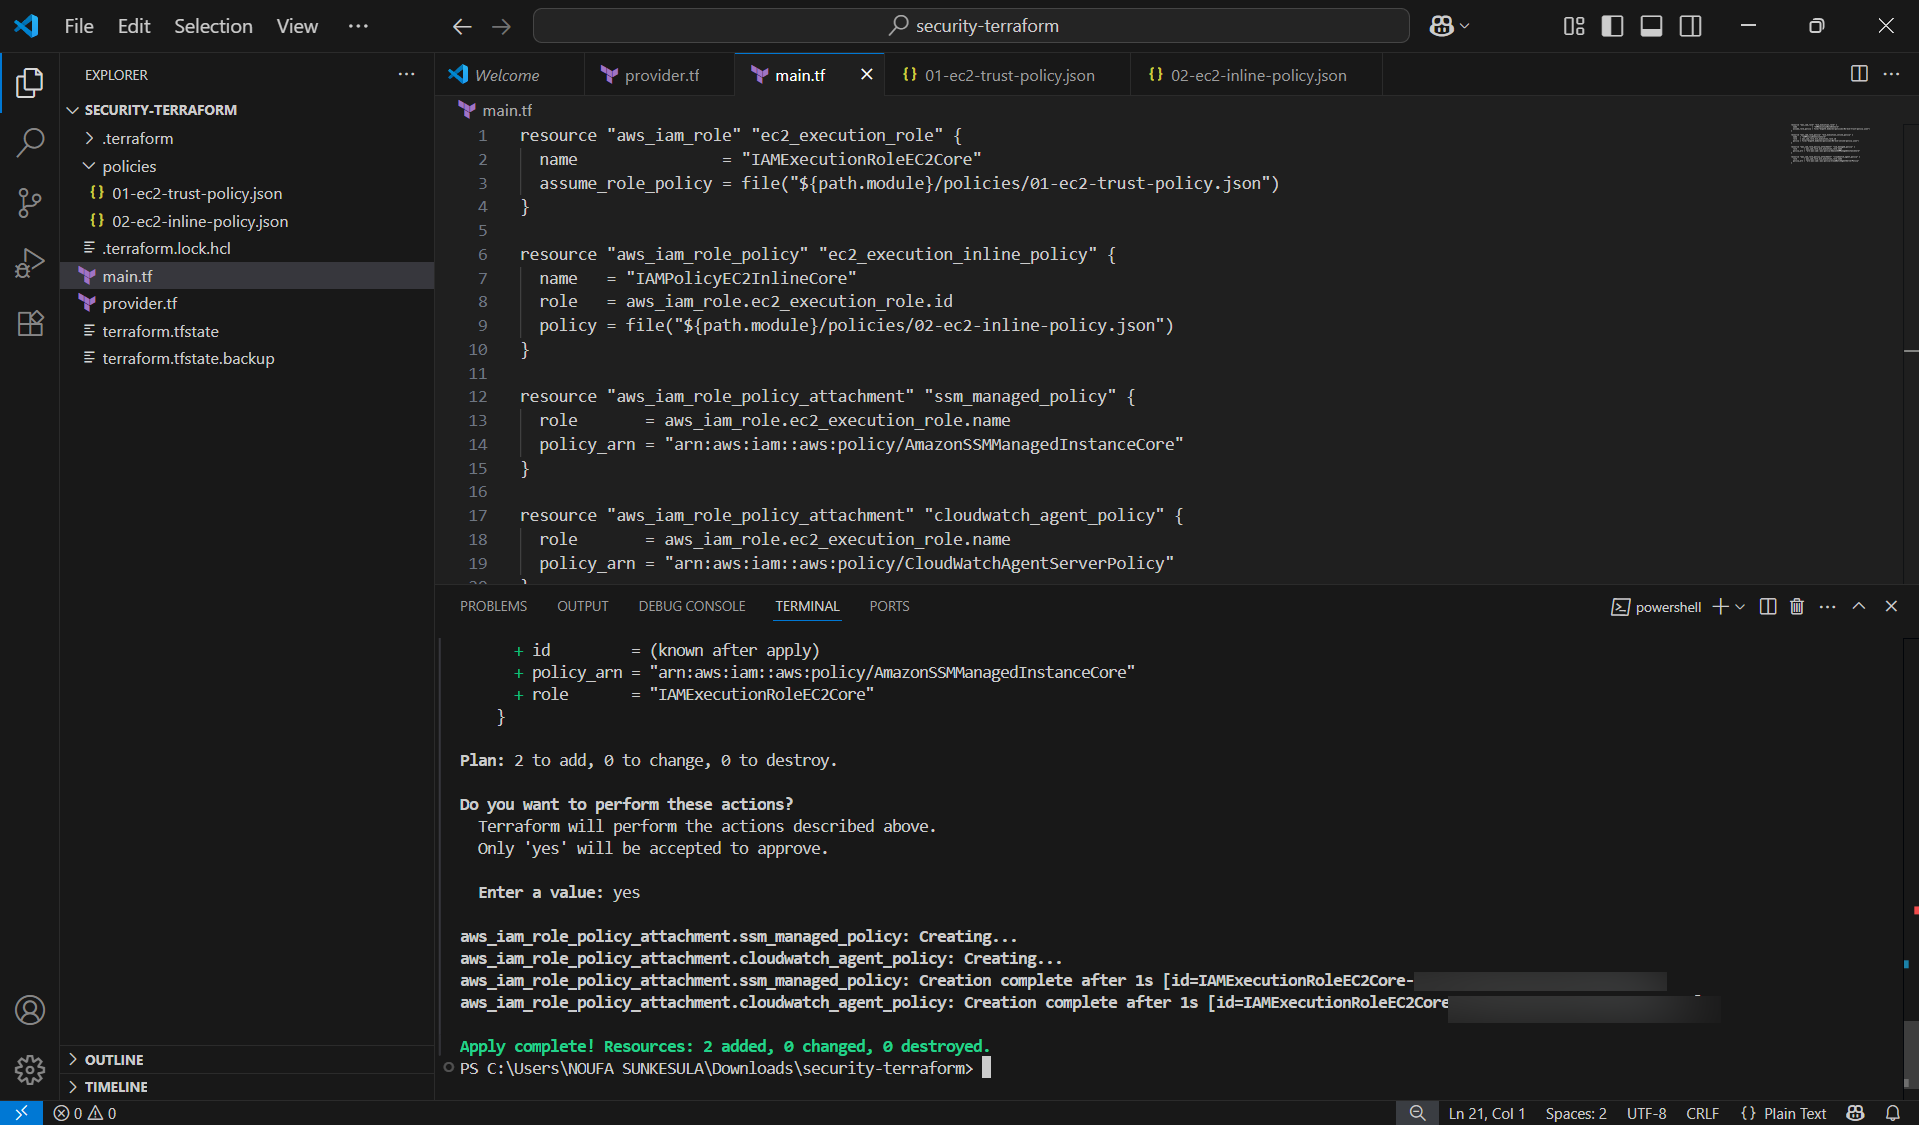 File Edit Selection View ··· security-terraform
EXPLORER ···
SECURITY-TERRAFORM
.terraform
policies
{} 01-ec2-trust-policy.json
{} 02-ec2-inline-policy.json
.terraform.lock.hcl
main.tf
provider.tf
terraform.tfstate
terraform.tfstate.backup
OUTLINE
TIMELINE
Welcome provider.tf main.tf {} 01-ec2-trust-policy.json {} 02-ec2-inline-policy.json
main.tf
1 resource "aws_iam_role" "ec2_execution_role" {
2 name = "IAMExecutionRoleEC2Core"
3 assume_role_policy = file("${path.module}/policies/01-ec2-trust-policy.json")
4 }
5
6 resource "aws_iam_role_policy" "ec2_execution_inline_policy" {
7 name = "IAMPolicyEC2InlineCore"
8 role = aws_iam_role.ec2_execution_role.id
9 policy = file("${path.module}/policies/02-ec2-inline-policy.json")
10 }
11
12 resource "aws_iam_role_policy_attachment" "ssm_managed_policy" {
13 role = aws_iam_role.ec2_execution_role.name
14 policy_arn = "arn:aws:iam::aws:policy/AmazonSSMManagedInstanceCore"
15 }
16
17 resource "aws_iam_role_policy_attachment" "cloudwatch_agent_policy" {
18 role = aws_iam_role.ec2_execution_role.name
19 policy_arn = "arn:aws:iam::aws:policy/CloudWatchAgentServerPolicy"
PROBLEMS OUTPUT DEBUG CONSOLE TERMINAL PORTS powershell
+ id = (known after apply)
+ policy_arn = "arn:aws:iam::aws:policy/AmazonSSMManagedInstanceCore"
+ role = "IAMExecutionRoleEC2Core"
}
Plan: 2 to add, 0 to change, 0 to destroy.
Do you want to perform these actions?
Terraform will perform the actions described above.
Only 'yes' will be accepted to approve.
Enter a value: yes
aws_iam_role_policy_attachment.ssm_managed_policy: Creating...
aws_iam_role_policy_attachment.cloudwatch_agent_policy: Creating...
aws_iam_role_policy_attachment.ssm_managed_policy: Creation complete after 1s [id=IAMExecutionRoleEC2Core-
aws_iam_role_policy_attachment.cloudwatch_agent_policy: Creation complete after 1s [id=IAMExecutionRoleEC2Core
Apply complete! Resources: 2 added, 0 changed, 0 destroyed.
PS C:\Users\NOUFA SUNKESULA\Downloads\security-terraform>
0 0 Ln 21, Col 1 Spaces: 2 UTF-8 CRLF {} Plain Text